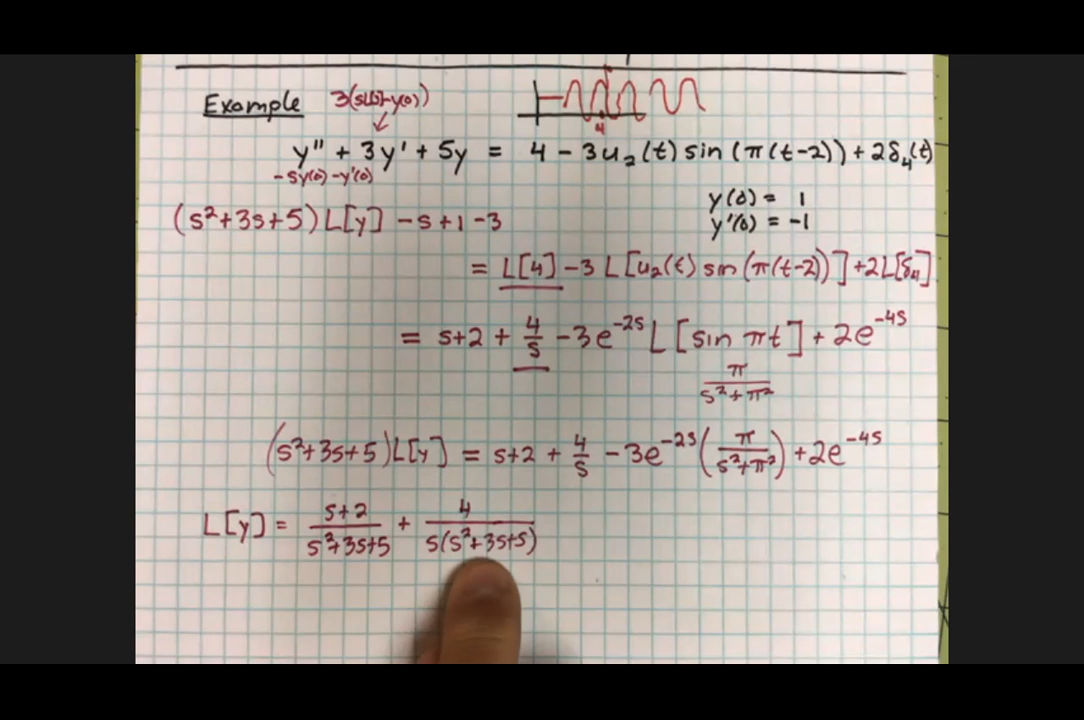 Example 3(sL[]-y(0))
4
y'' + 3y' + 5y = 4 - 3u₂(t) sin(π(t-2)) + 2δ₄(t)
-sy(0) -y'(0)
y(0) = 1
y'(0) = -1
(s²+3s+5) L[y] - s + 1 - 3
= L[4] - 3 L[u₂(t) sin(π(t-2))] + 2L[δ₄]
= s+2 + 4/s - 3e^-2s L[sin πt] + 2e^-4s
π/(s²+π²)
(s²+3s+5)L[y] = s+2 + 4/s - 3e^-2s (π/(s²+π²)) + 2e^-4s
L[y] = (s+2)/(s²+3s+5) + 4/(s(s²+3s+5))